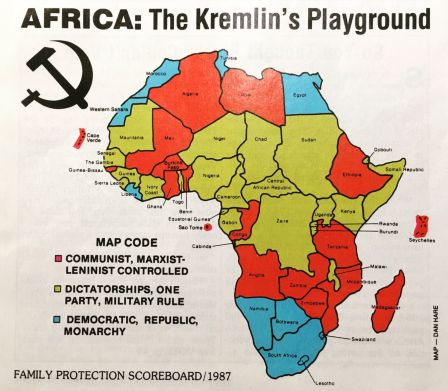 AFRICA: The Kremlin's Playground
Tunisia
Morocco
Algeria
Libya
Egypt
Western Sahara
Cape Verde
Mauritania
Mali
Niger
Chad
Sudan
Djbouti
Senegal
The Gambia
Guinea-Bissau
Guinea
Sierra Leone
Liberia
Ivory Coast
Burkina Faso
Ghana
Togo
Benin
Nigeria
Cameroon
Central African Republic
Ethiopia
Somali Republic
Equatorial Guinea
Sao Tome
Gabon
Congo
Cabinda
Zaire
Uganda
Kenya
Rwanda
Burundi
Seychelles
Tanzania
Malawi
Mozambique
Angola
Zambia
Zimbabwe
Madagascar
Namibia
Botswana
Swaziland
South Africa
Lesotho
MAP CODE
COMMUNIST, MARXIST-
LENINIST CONTROLLED
DICTATORSHIPS, ONE
PARTY, MILITARY RULE
DEMOCRATIC, REPUBLIC,
MONARCHY
MAP — DAN HARE
FAMILY PROTECTION SCOREBOARD/1987